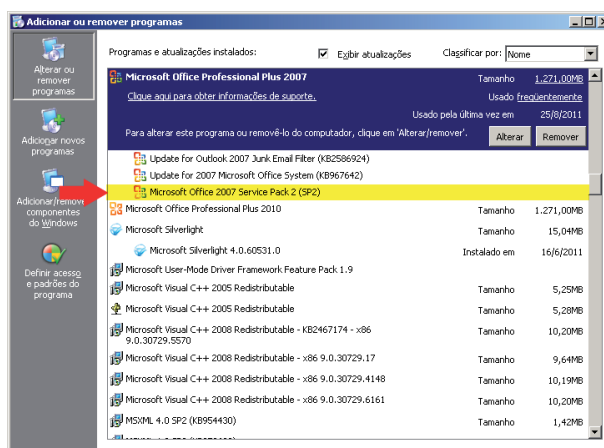 Adicionar ou remover programas
Alterar ou
remover
programas
Adicionar novos
programas
Adicionar/remove
componentes
do Windows
Definir acesso
e padrões do
programa
Programas e atualizações instalados:
Exibir atualizações
Classificar por: Nome
Microsoft Office Professional Plus 2007 Tamanho 1.271,00MB
Clique aqui para obter informações de suporte. Usado freqüentemente
Usado pela última vez em 25/8/2011
Para alterar este programa ou removê-lo do computador, clique em 'Alterar/remover'. Alterar Remover
Update for Outlook 2007 Junk Email Filter (KB2586924)
Update for 2007 Microsoft Office System (KB967642)
Microsoft Office 2007 Service Pack 2 (SP2)
Microsoft Office Professional Plus 2010 Tamanho 1.271,00MB
Microsoft Silverlight Tamanho 15,04MB
Microsoft Silverlight 4.0.60531.0 Instalado em 16/6/2011
Microsoft User-Mode Driver Framework Feature Pack 1.9
Microsoft Visual C++ 2005 Redistributable Tamanho 5,25MB
Microsoft Visual C++ 2005 Redistributable Tamanho 5,28MB
Microsoft Visual C++ 2008 Redistributable - KB2467174 - x86 Tamanho 10,20MB
9.0.30729.5570
Microsoft Visual C++ 2008 Redistributable - x86 9.0.30729.17 Tamanho 9,64MB
Microsoft Visual C++ 2008 Redistributable - x86 9.0.30729.4148 Tamanho 10,19MB
Microsoft Visual C++ 2008 Redistributable - x86 9.0.30729.6161 Tamanho 10,20MB
MSXML 4.0 SP2 (KB954430) Tamanho 1,42MB